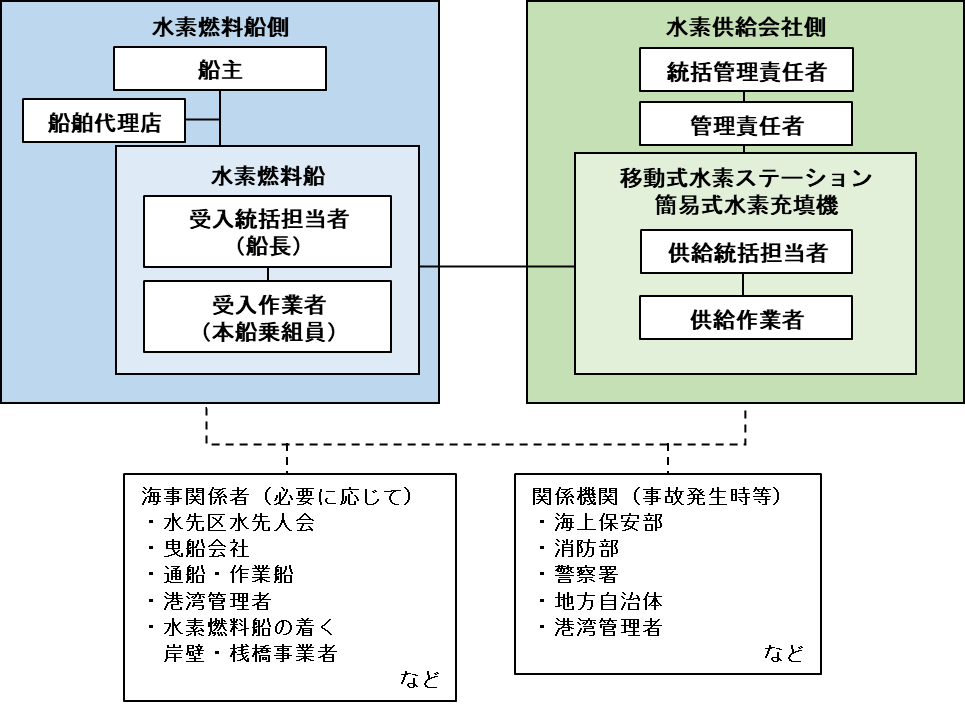 水素燃料船側
船主
船舶代理店
水素燃料船
受入統括担当者
（船長）
受入作業者
（本船乗組員）
水素供給会社側
統括管理責任者
管理責任者
移動式水素ステーション
簡易式水素充填機
供給統括担当者
供給作業者
海事関係者（必要に応じて）
・水先区水先人会
・曳船会社
・通船・作業船
・港湾管理者
・水素燃料船の着く
岸壁・桟橋事業者
など
関係機関（事故発生時等）
・海上保安部
・消防部
・警察署
・地方自治体
・港湾管理者
など